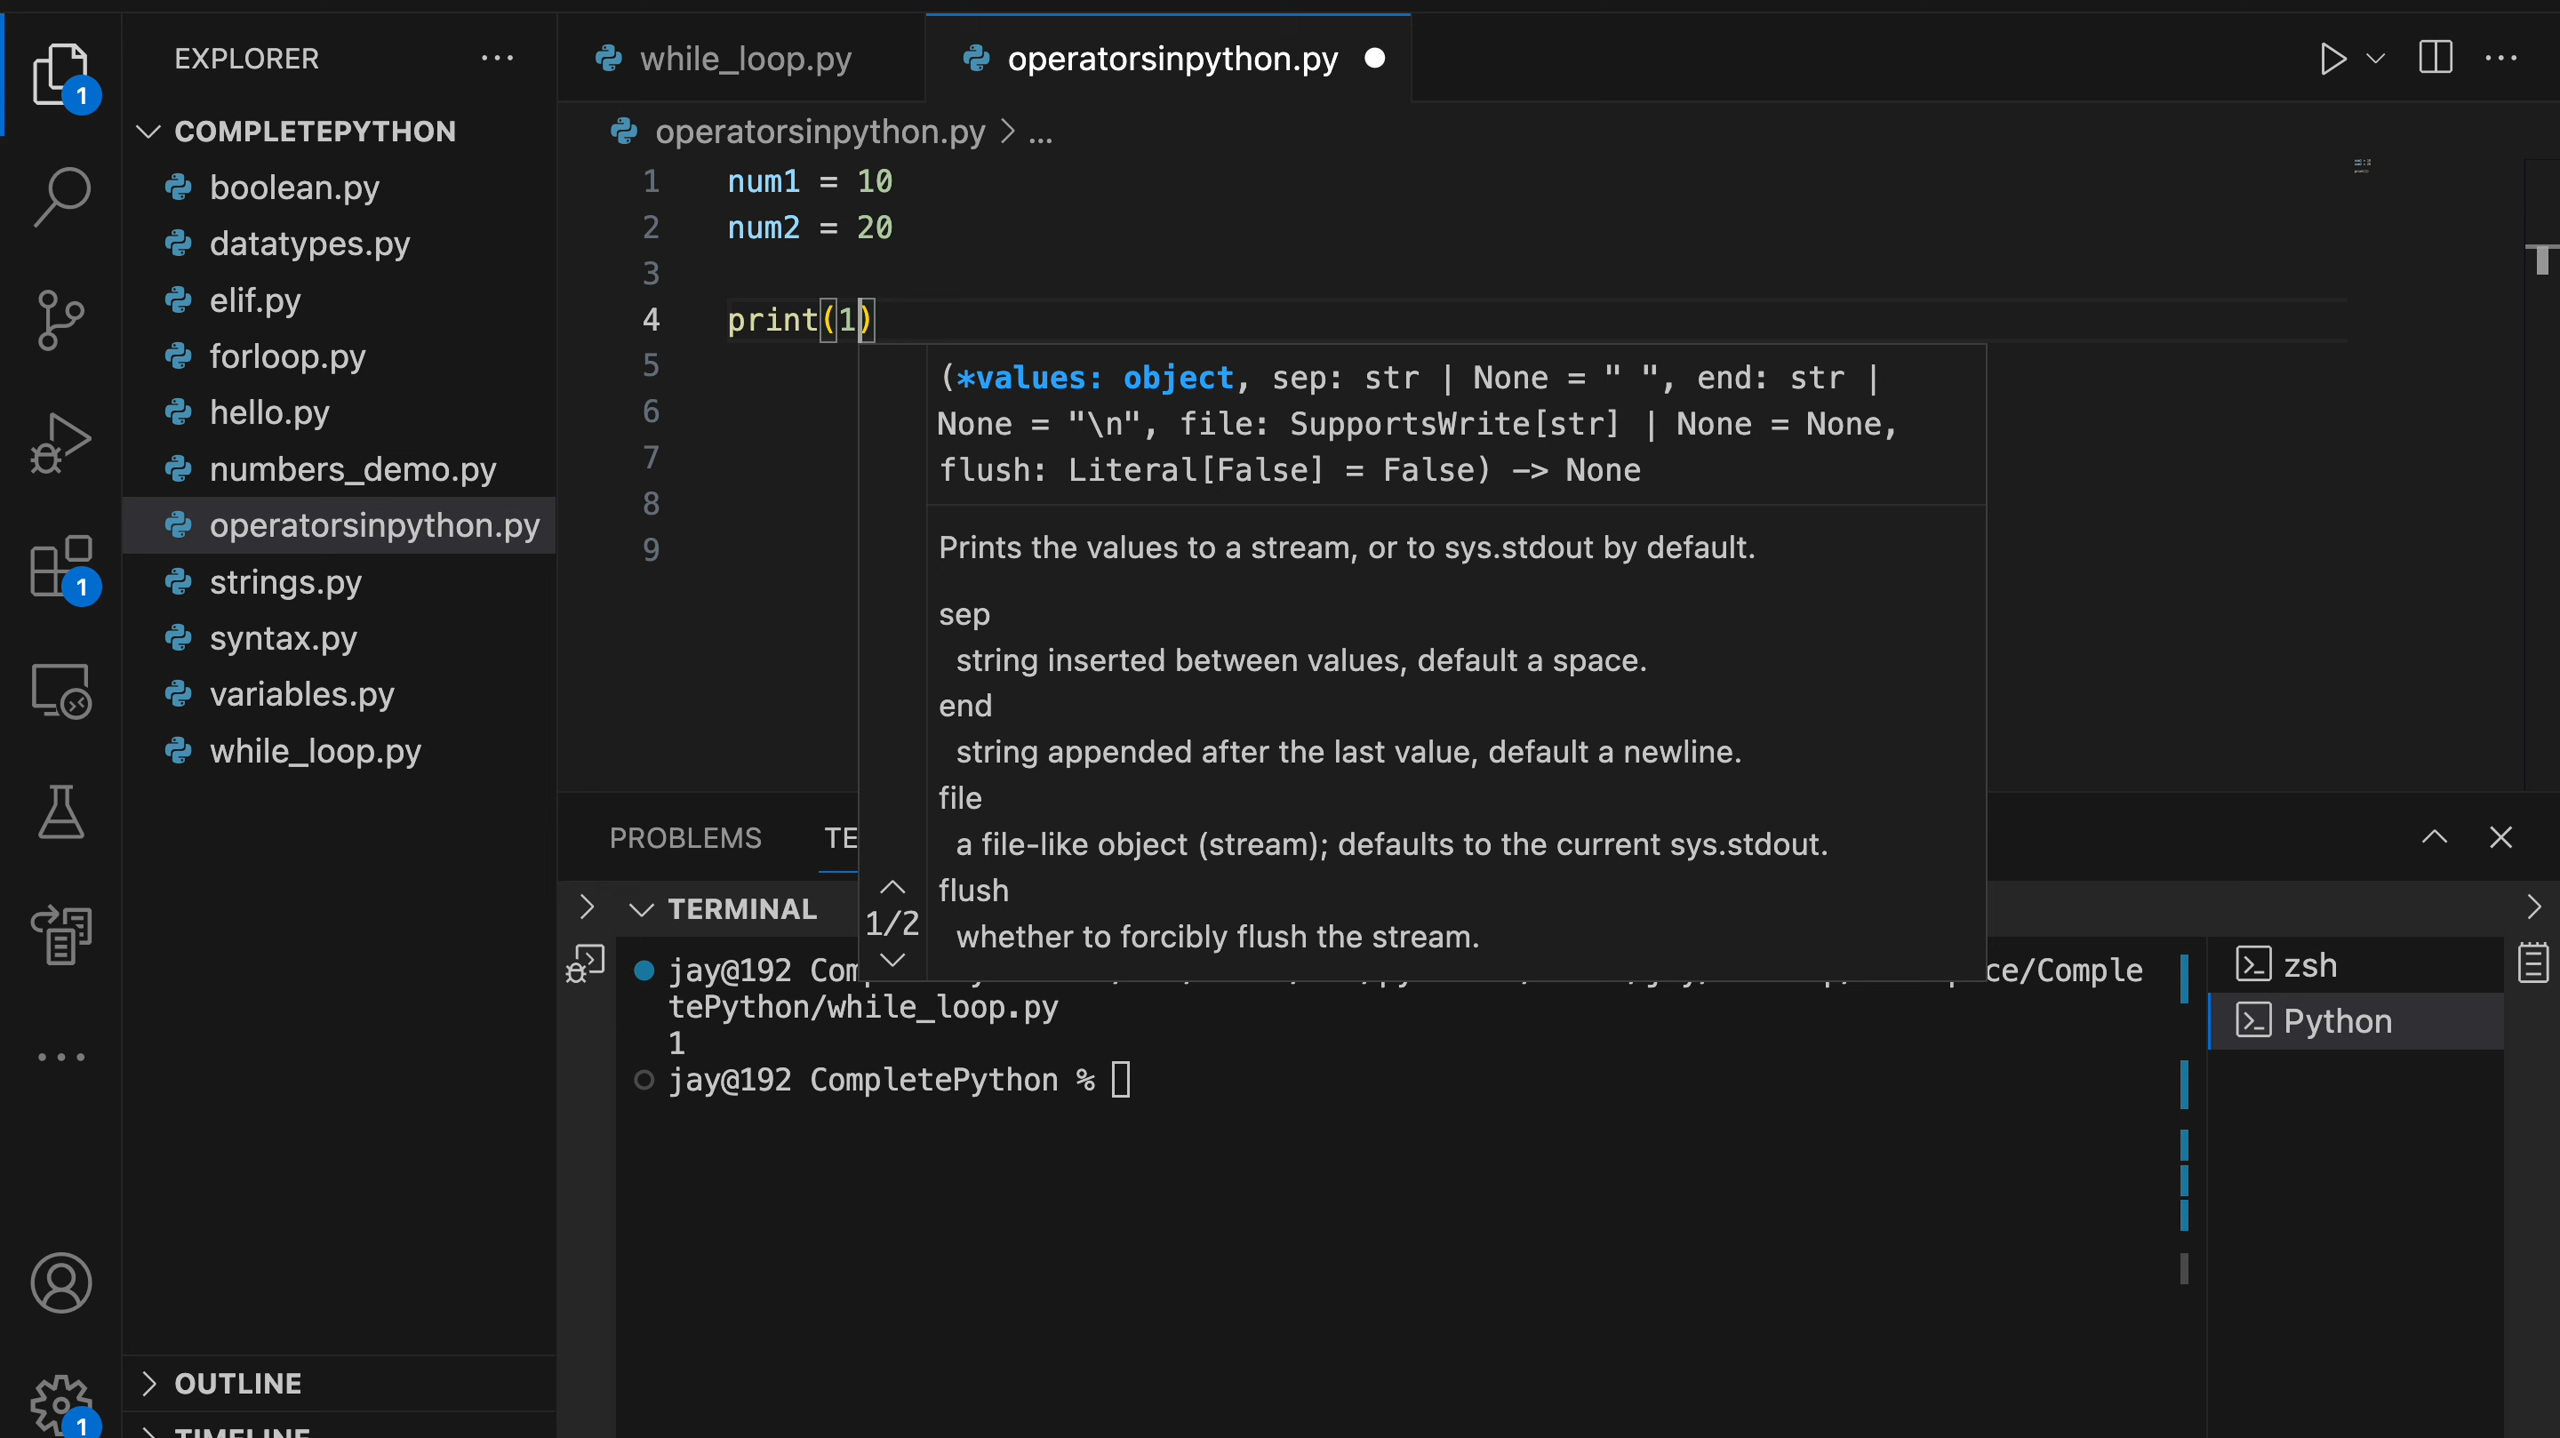 EXPLORER
COMPLETEPYTHON
boolean.py
datatypes.py
elif.py
forloop.py
hello.py
numbers_demo.py
operatorsinpython.py
strings.py
syntax.py
variables.py
while_loop.py
OUTLINE
TIMELINE
1
1
1
while_loop.py
operatorsinpython.py
operatorsinpython.py > ...
1 num1 = 10
2 num2 = 20
3
4 print(1)
5
6
7
8
9
(*values: object, sep: str | None = " ", end: str |
None = "\n", file: SupportsWrite[str] | None = None,
flush: Literal[False] = False) -> None
Prints the values to a stream, or to sys.stdout by default.
sep
string inserted between values, default a space.
end
string appended after the last value, default a newline.
file
a file-like object (stream); defaults to the current sys.stdout.
flush
whether to forcibly flush the stream.
1/2
PROBLEMS TE
TERMINAL
jay@192 Com ce/Comple
tePython/while_loop.py
1
jay@192 CompletePython %
zsh
Python